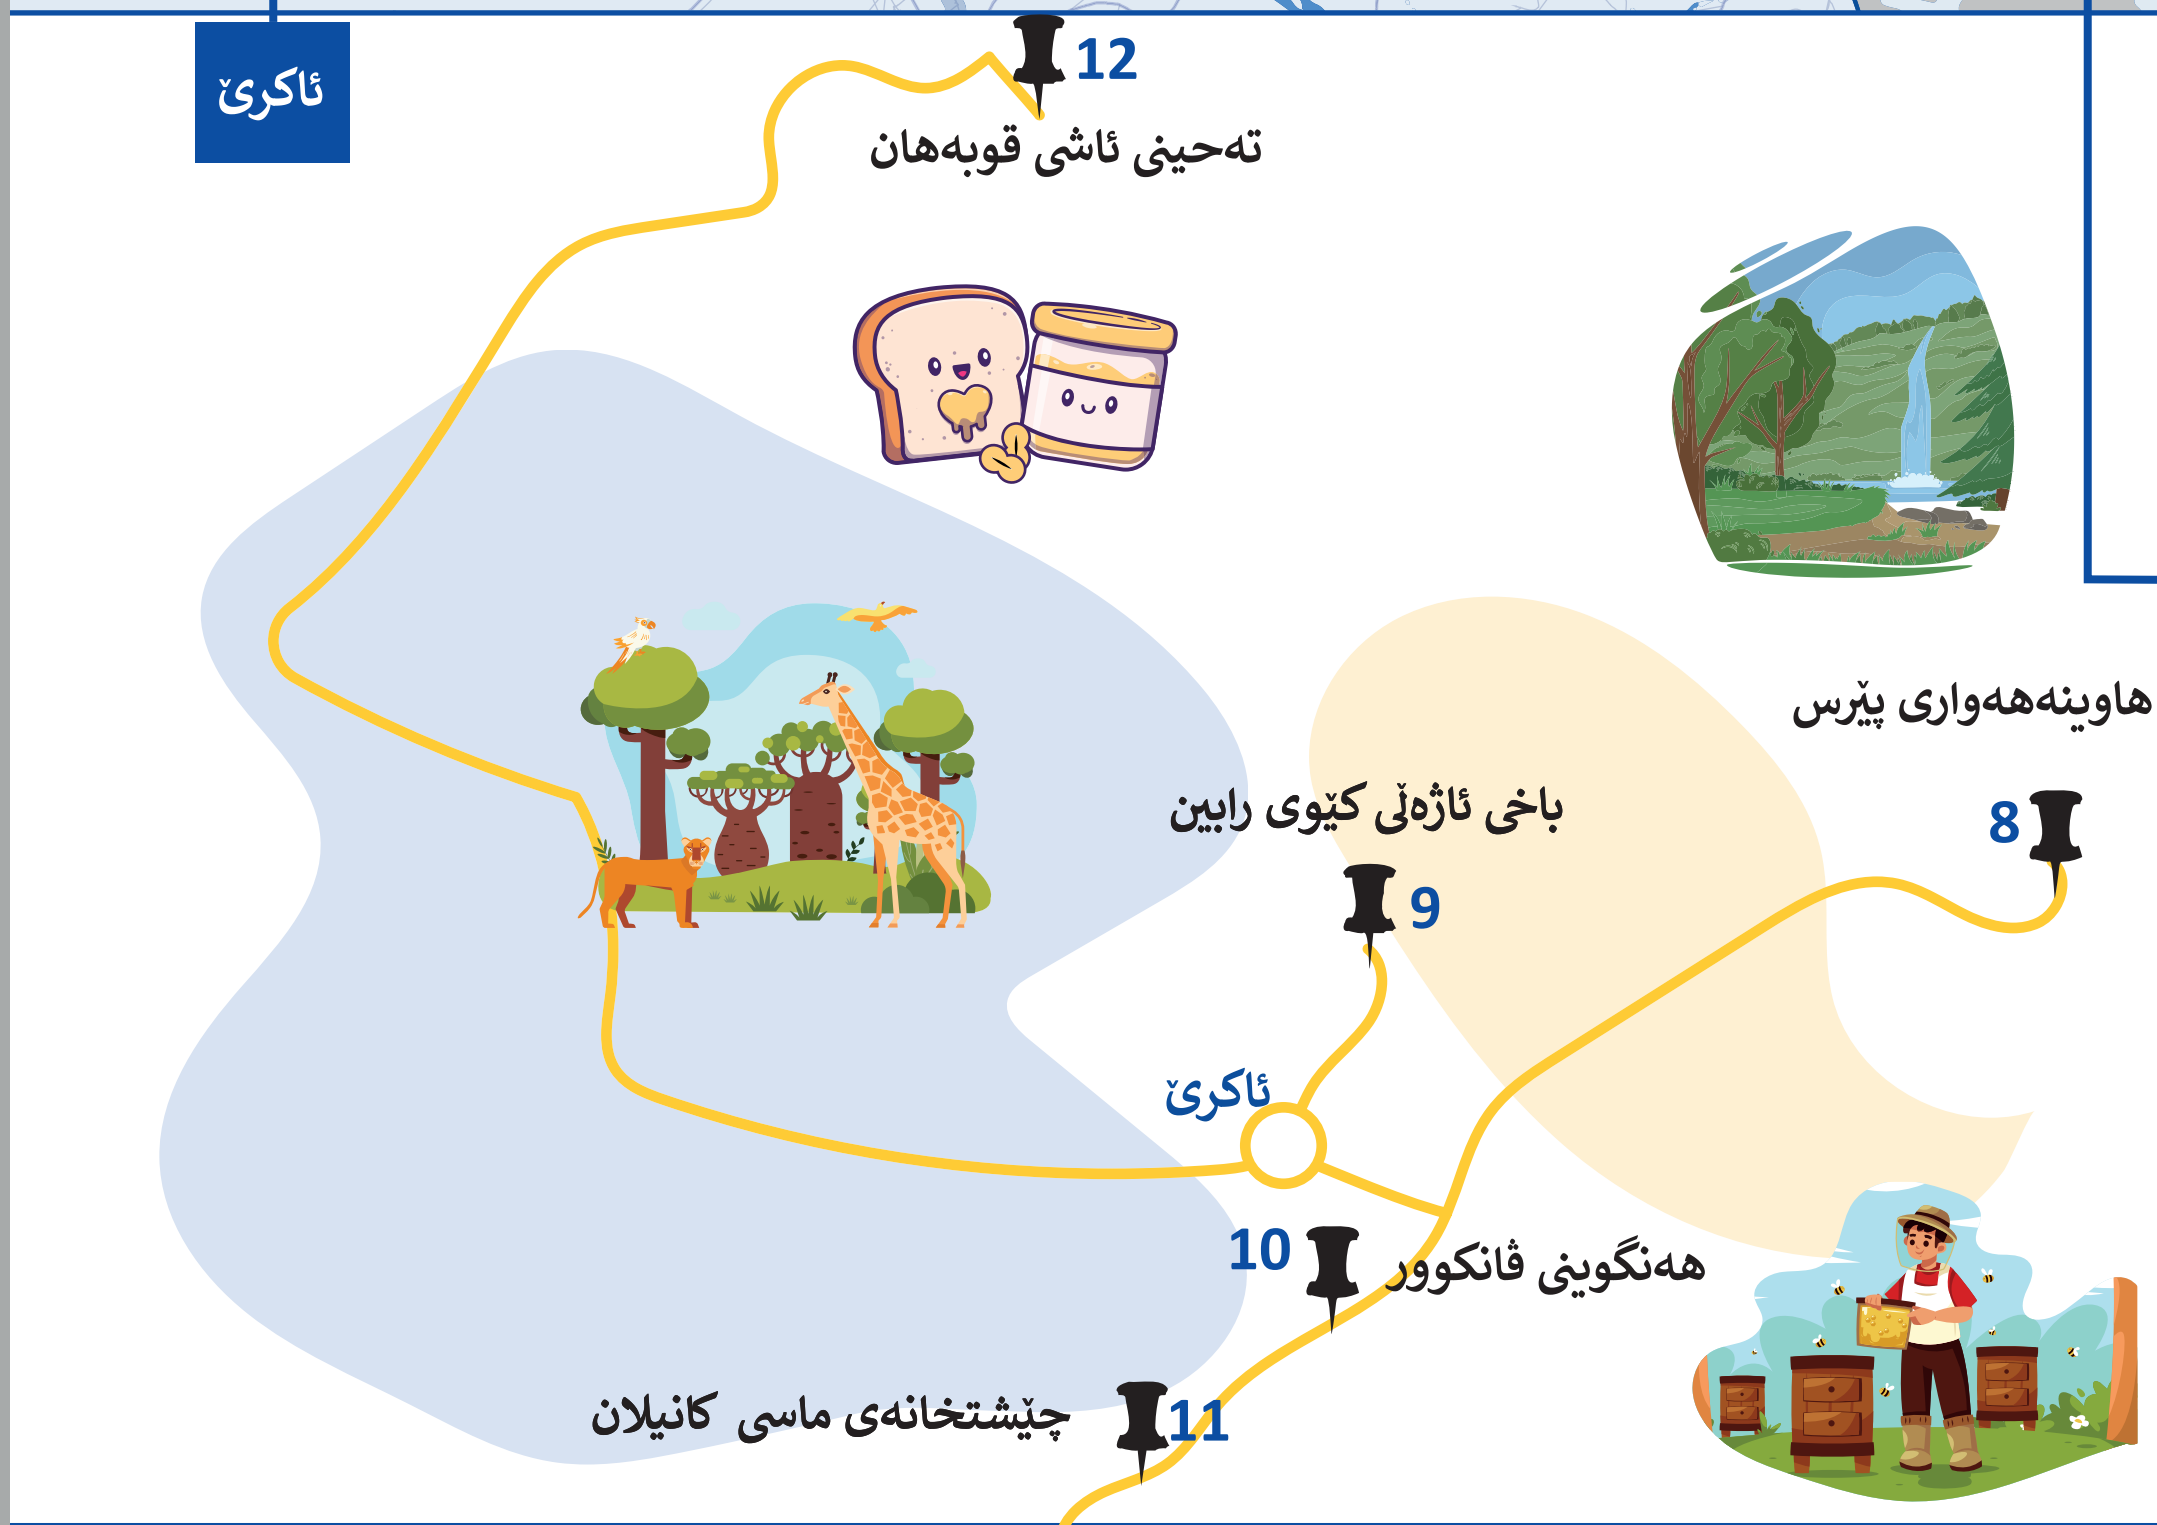 ئاکرێ
12
تەحینی ئاشی قوبەهان
هاوینەهەواری پێرس
8
باخی ئاژەڵی کێوی رابین
9
ئاکرێ
10
هەنگوینی ڤانکوور
11
چێشتخانەی ماسی کانیلان